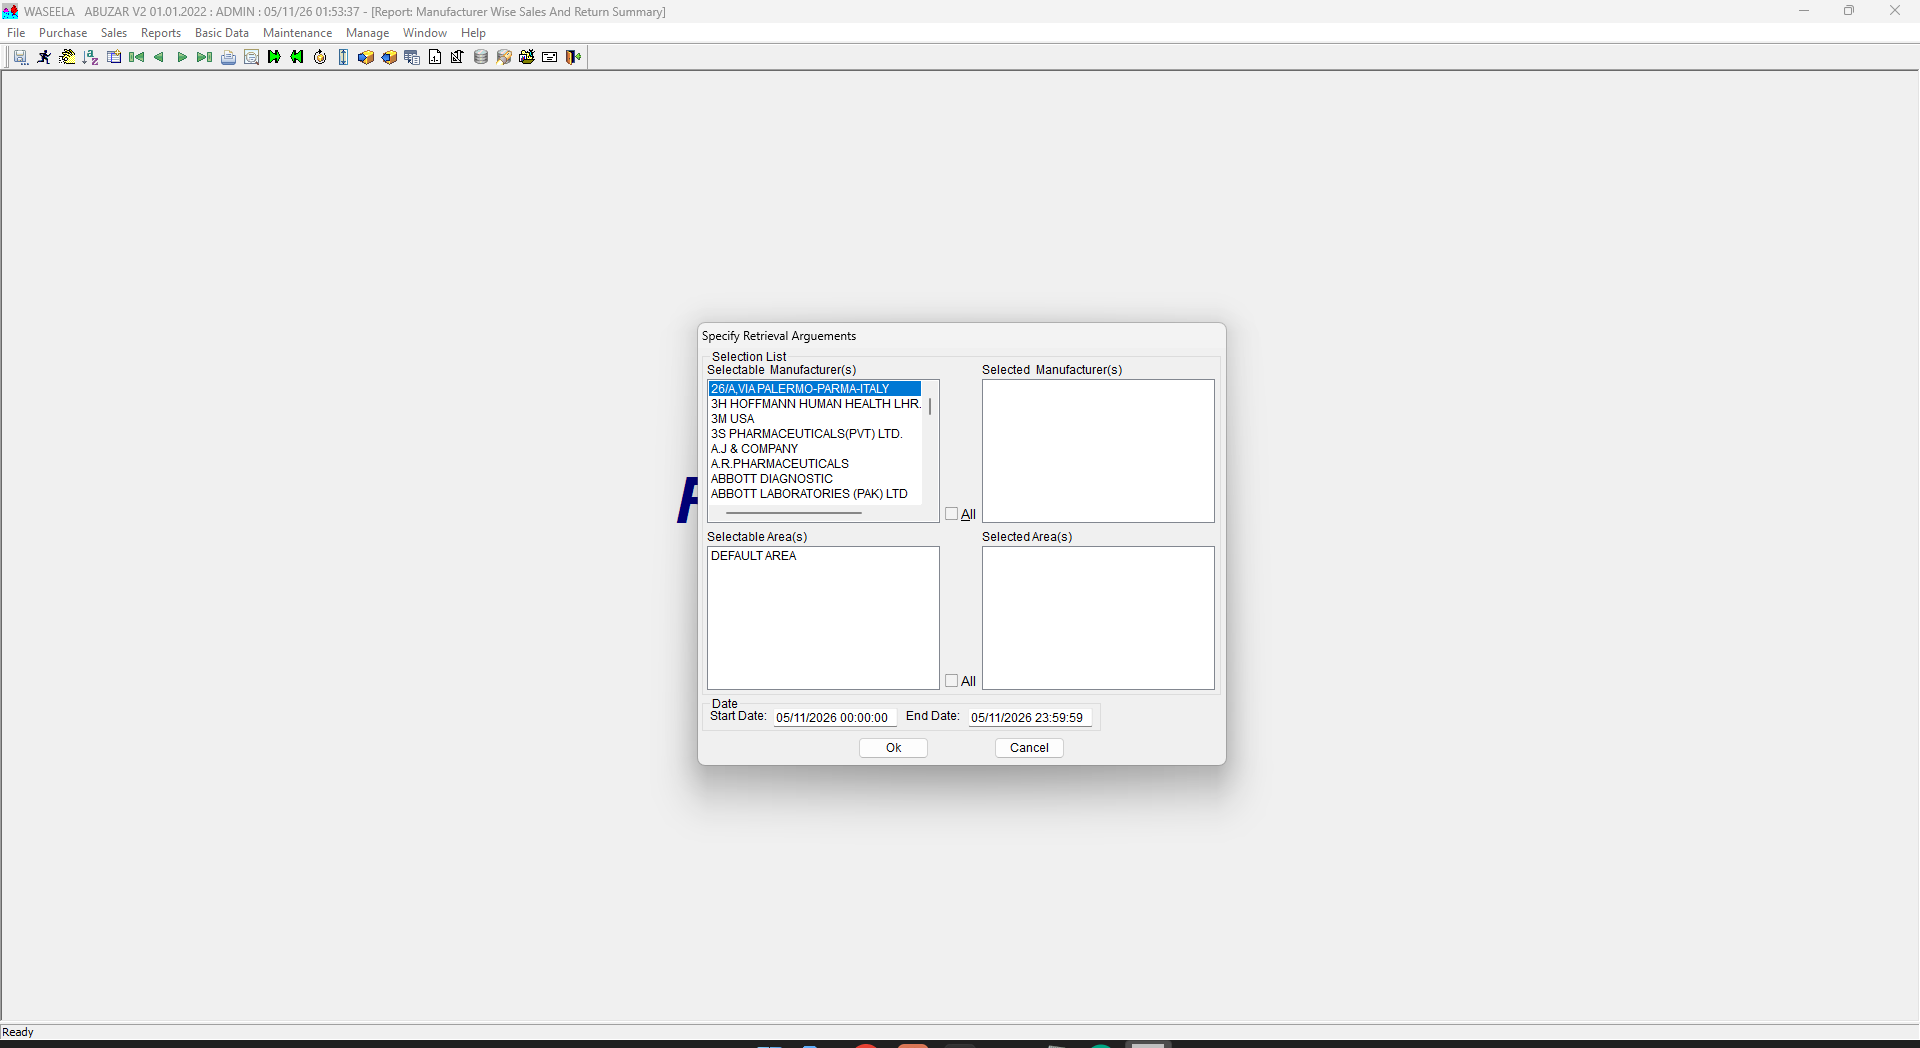 WASEELA ABUZAR V2 01.01.2022 : ADMIN : 05/11/26 01:53:37 - [Report: Manufacturer Wise Sales And Return Summary]
File Purchase Sales Reports Basic Data Maintenance Manage Window Help
Specify Retrieval Arguements
Selection List
Selectable Manufacturer(s) Selected Manufacturer(s)
26/A,VIA PALERMO-PARMA-ITALY
3H HOFFMANN HUMAN HEALTH LHR.
3M USA
3S PHARMACEUTICALS(PVT) LTD.
A.J & COMPANY
A.R.PHARMACEUTICALS
ABBOTT DIAGNOSTIC
ABBOTT LABORATORIES (PAK) LTD
All
Selectable Area(s) Selected Area(s)
DEFAULT AREA
All
Date
Start Date: 05/11/2026 00:00:00 End Date: 05/11/2026 23:59:59
Ok Cancel
Ready